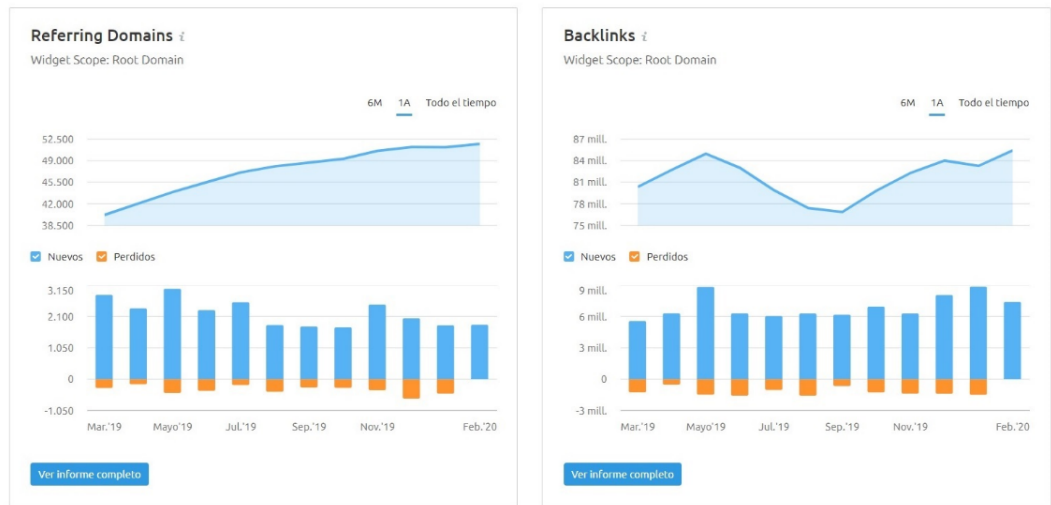 Referring Domains i
Widget Scope: Root Domain
6M 1A Todo el tiempo
52.500
49.000
45.500
42.000
38.500
Nuevos Perdidos
3.150
2.100
1.050
0
-1.050
Mar.'19 Mayo'19 Jul.'19 Sep.'19 Nov.'19 Feb.'20
Ver informe completo
Backlinks i
Widget Scope: Root Domain
6M 1A Todo el tiempo
87 mill.
84 mill.
81 mill.
78 mill.
75 mill.
Nuevos Perdidos
9 mill.
6 mill.
3 mill.
0
-3 mill.
Mar.'19 Mayo'19 Jul.'19 Sep.'19 Nov.'19 Feb.'20
Ver informe completo